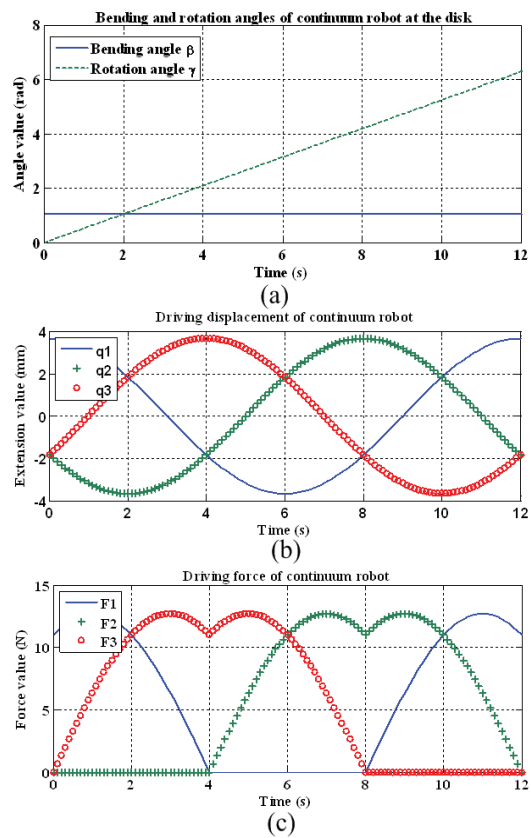 Bending and rotation angles of continuum robot at the disk
8
Bending angle β
Rotation angle γ
6
4
2
0
Angle value (rad)
0 2 4 6 8 10 12
Time (s)
(a)
Driving displacement of continuum robot
4
q1
q2
q3
2
0
-2
-4
Extension value (mm)
0 2 4 6 8 10 12
Time (s)
(b)
Driving force of continuum robot
15
F1
F2
F3
10
5
0
Force value (N)
0 2 4 6 8 10 12
Time (s)
(c)